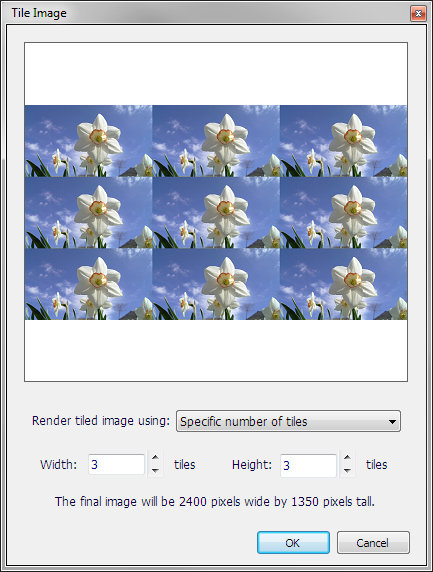 Tile Image
Render tiled image using: Specific number of tiles
Width: 3 tiles Height: 3 tiles
The final image will be 2400 pixels wide by 1350 pixels tall.
OK Cancel